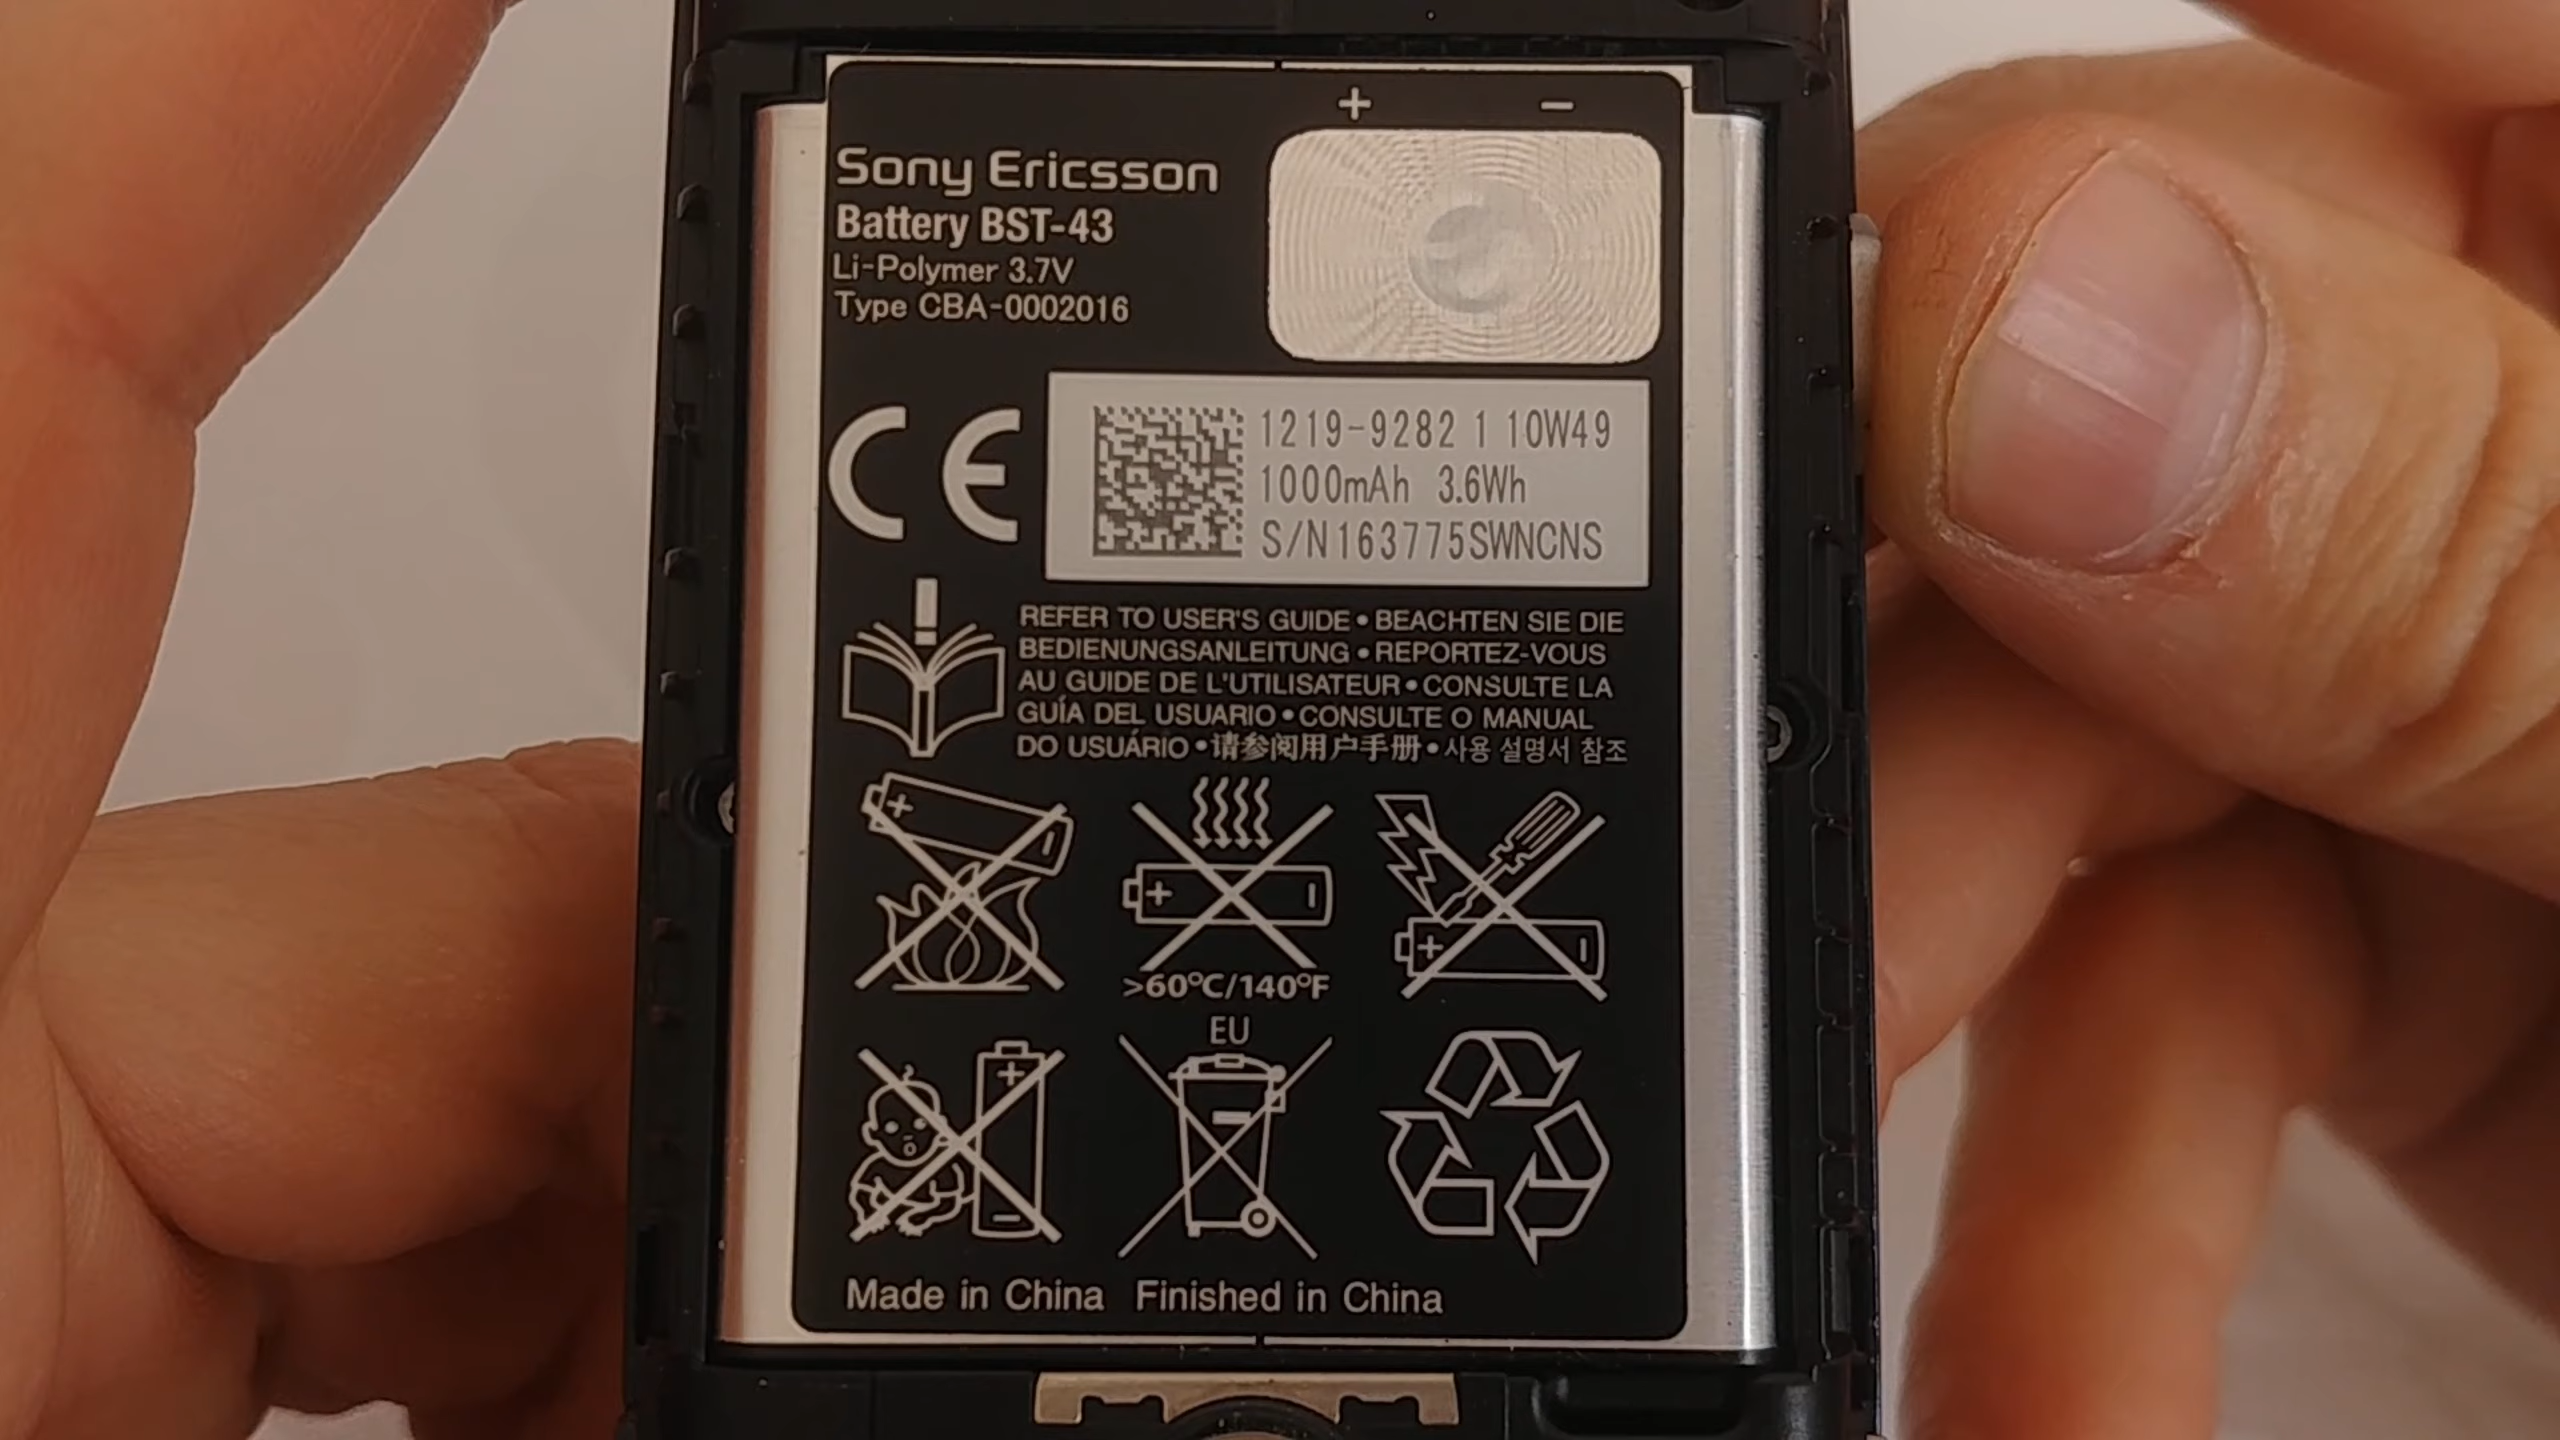 + −
Sony Ericsson
Battery BST-43
Li-Polymer 3.7V
Type CBA-0002016
CE
1219-9282 1 10W49
1000mAh 3.6Wh
S/N163775SWNCNS
REFER TO USER'S GUIDE • BEACHTEN SIE DIE
BEDIENUNGSANLEITUNG • REPORTEZ-VOUS
AU GUIDE DE L'UTILISATEUR • CONSULTE LA
GUÍA DEL USUARIO • CONSULTE O MANUAL
DO USUÁRIO • 请参阅用户手册 • 사용 설명서 참조
>60°C/140°F
EU
Made in China Finished in China